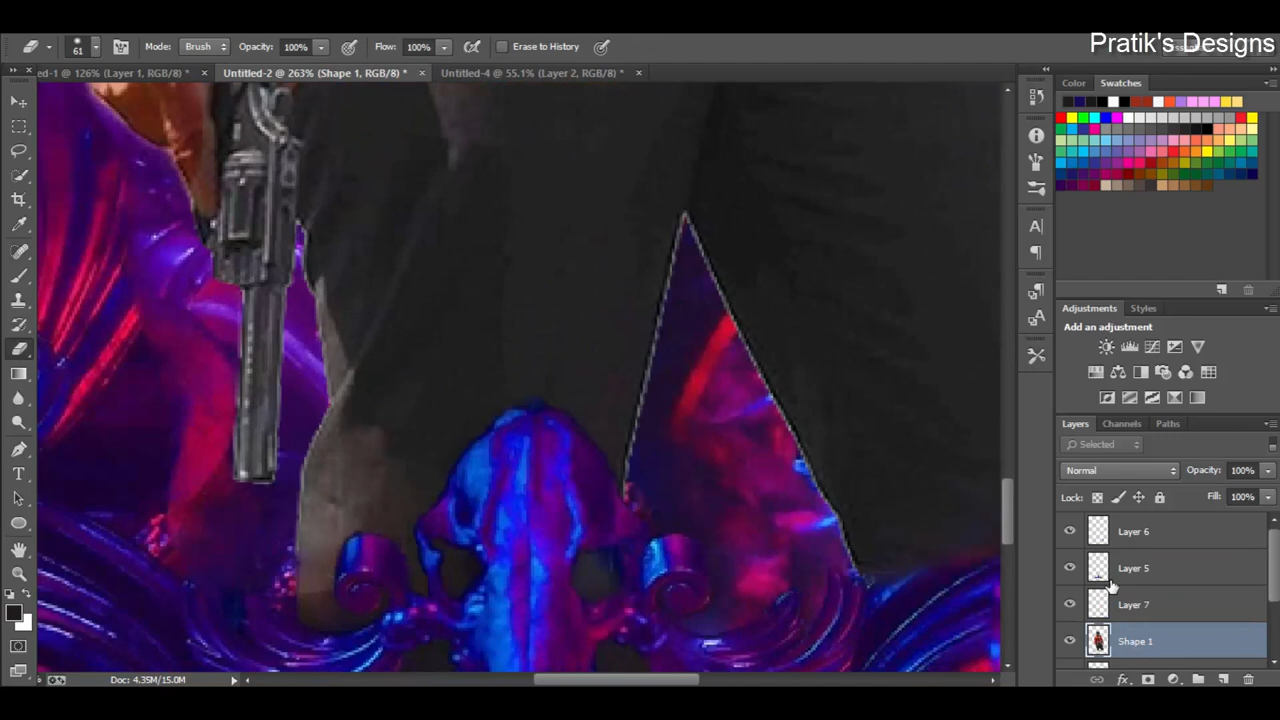 Pratik's Designs
61 Mode: Brush Opacity: 100% Flow: 100% Erase to History
ed-1 @ 126% (Layer 1, RGB/8) * × Untitled-2 @ 263% (Shape 1, RGB/8) * × Untitled-4 @ 55.1% (Layer 2, RGB/8) * ×
Color Swatches
Adjustments Styles
Add an adjustment
Layers Channels Paths
Selected
Normal Opacity: 100%
Lock: Fill: 100%
Layer 6
Layer 5
Layer 7
Shape 1
Doc: 4.35M/15.0M